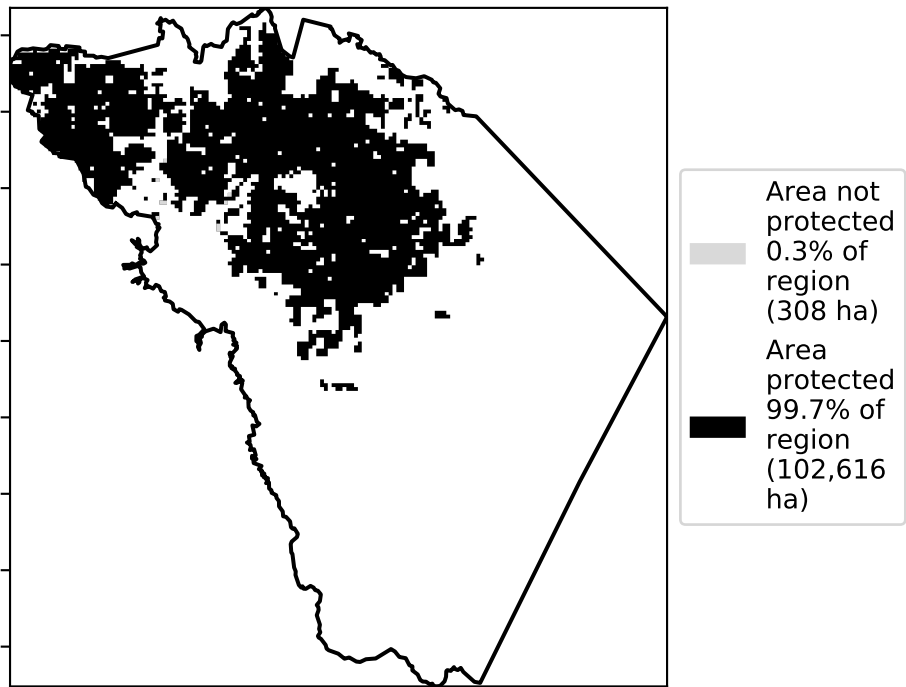 Area not
protected
0.3% of
region
(308 ha)
Area
protected
99.7% of
region
(102,616
ha)